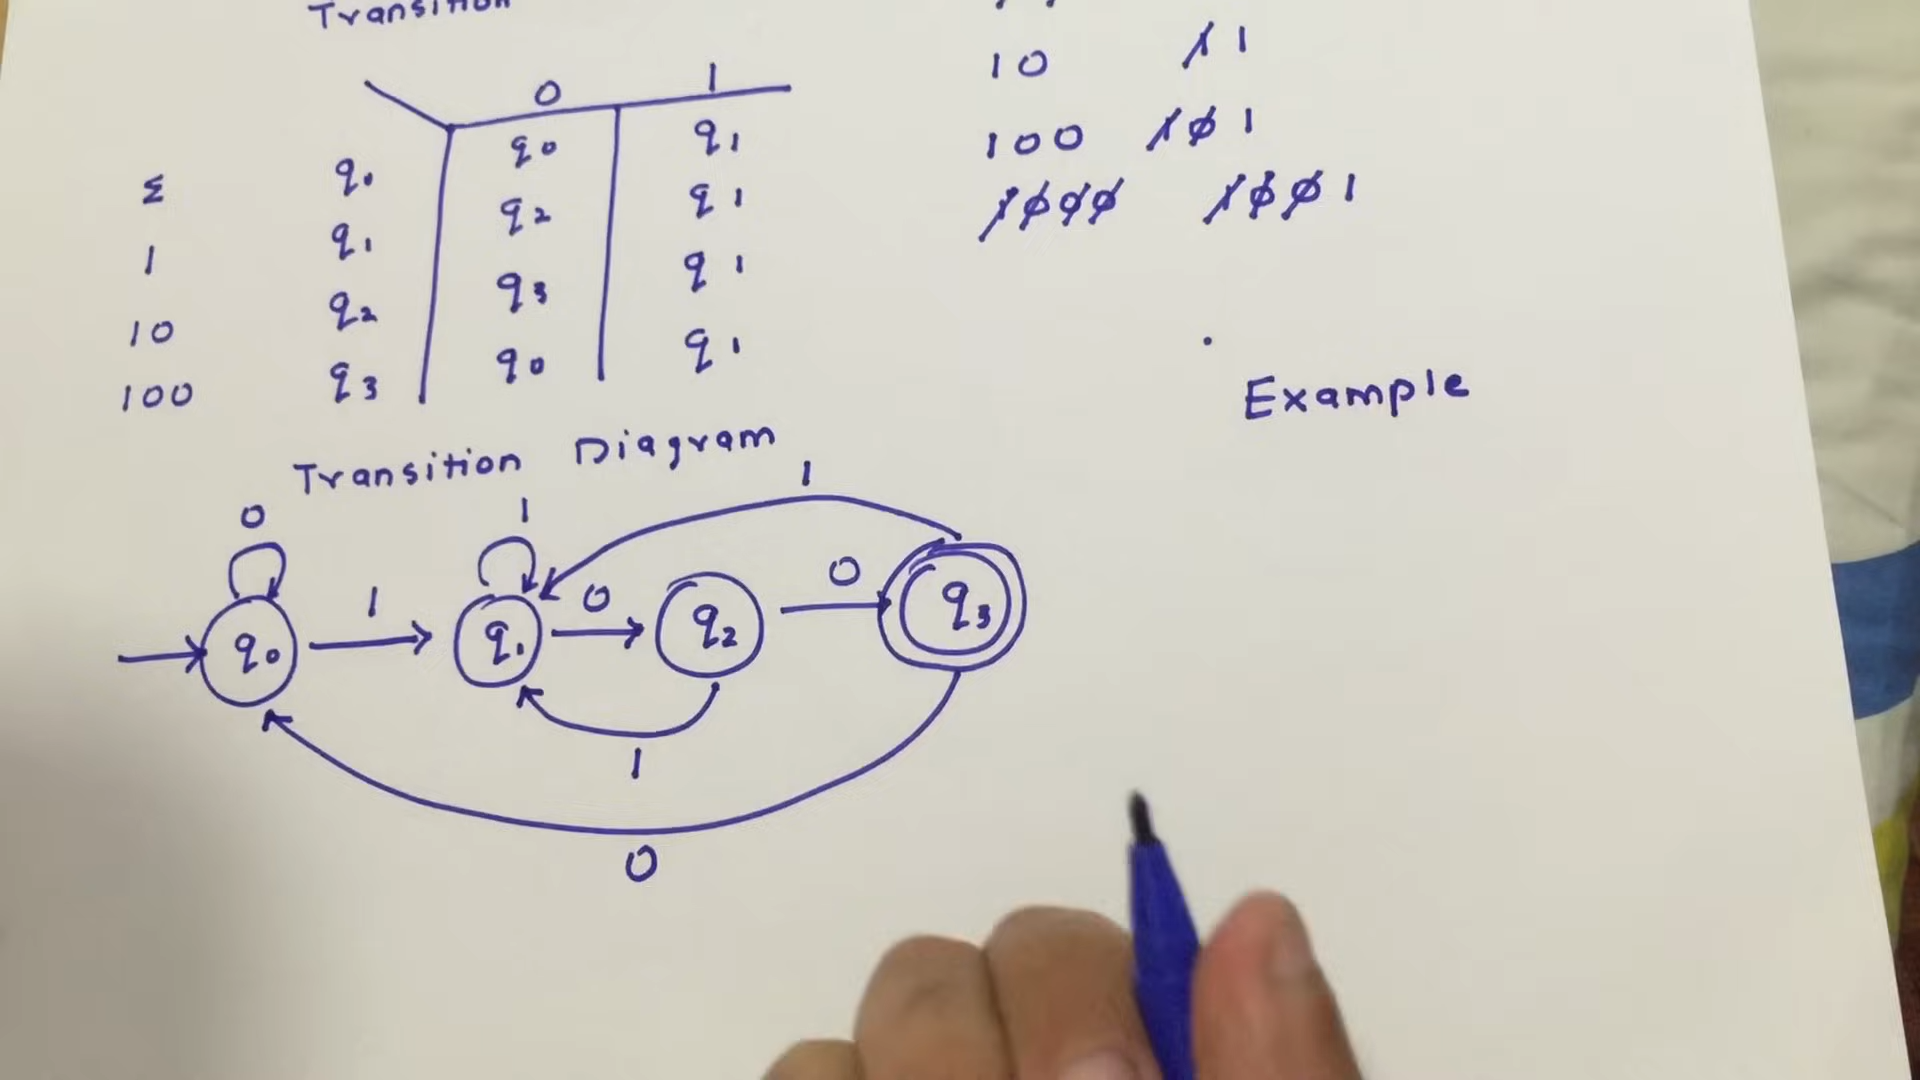 Transition
0 1
Σ q0 q0 q1
1 q1 q2 q1
10 q2 q3 q1
100 q3 q0 q1
10 11
100 101
1000 1001
Example
Transition Diagram
0 1 1
1 0 0
q0 q1 q2 q3
1
0